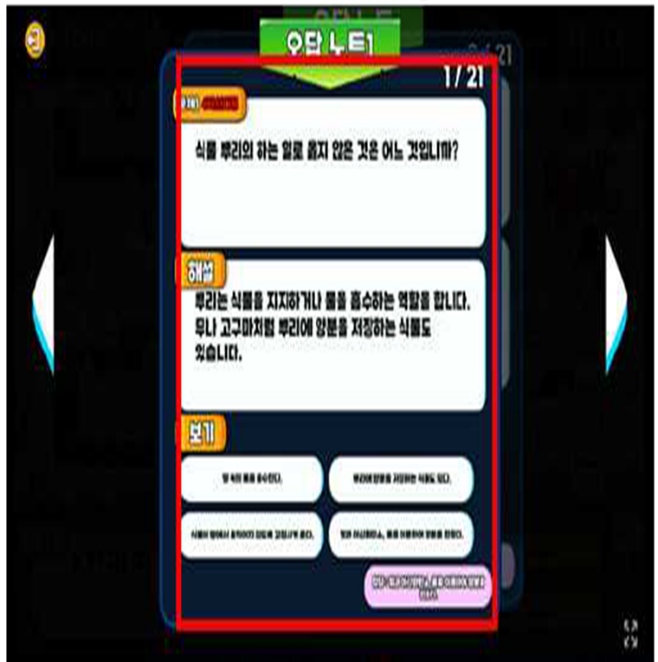 오답노트1
1 / 21
식물 뿌리의 하는 일로 옳지 않은 것은 어느 것입니까?
해설
뿌리는 식물을 지지하거나 물을 흡수하는 역할을 합니다.
무나 고구마처럼 뿌리에 양분을 저장하는 식물도
있습니다.
보기
땅 속의 물을 흡수한다.
뿌리에 양분을 저장하는 식물도 있다.
식물이 땅에서 쓰러지지 않도록 고정시켜 준다.
빛과 이산화탄소, 물을 이용하여 양분을 만든다.